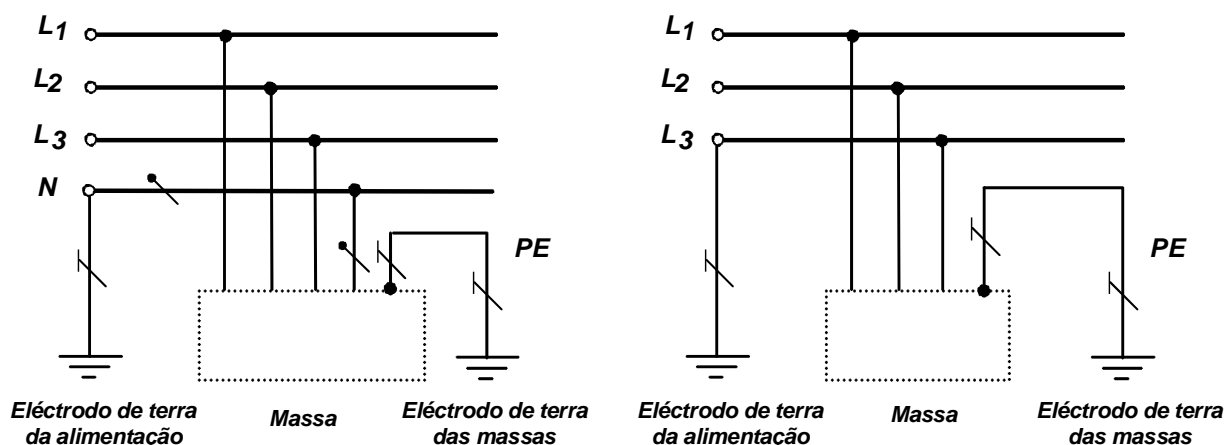 L1
L2
L3
N
PE
Eléctrodo de terra
da alimentação
Massa
Eléctrodo de terra
das massas
L1
L2
L3
PE
Eléctrodo de terra
da alimentação
Massa
Eléctrodo de terra
das massas